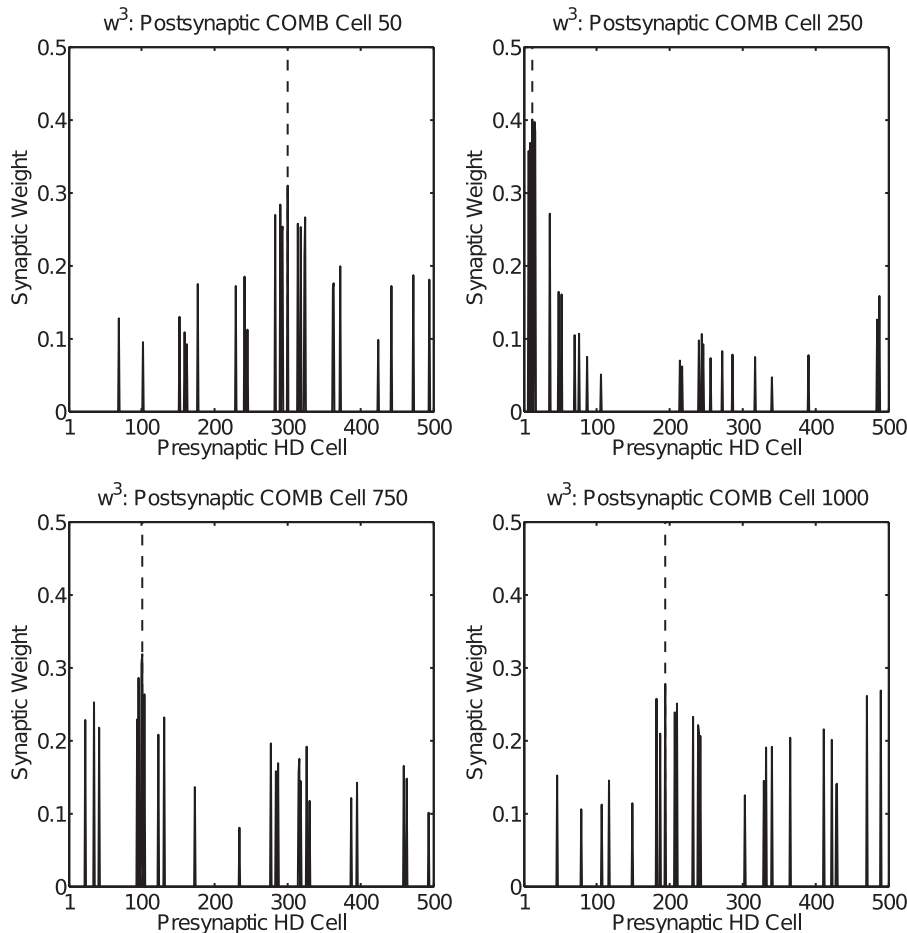 w³: Postsynaptic COMB Cell 50
0.5
0.4
0.3
0.2
0.1
0
Synaptic Weight
1 100 200 300 400 500
Presynaptic HD Cell
w³: Postsynaptic COMB Cell 250
0.5
0.4
0.3
0.2
0.1
0
Synaptic Weight
1 100 200 300 400 500
Presynaptic HD Cell
w³: Postsynaptic COMB Cell 750
0.5
0.4
0.3
0.2
0.1
0
Synaptic Weight
1 100 200 300 400 500
Presynaptic HD Cell
w³: Postsynaptic COMB Cell 1000
0.5
0.4
0.3
0.2
0.1
0
Synaptic Weight
1 100 200 300 400 500
Presynaptic HD Cell